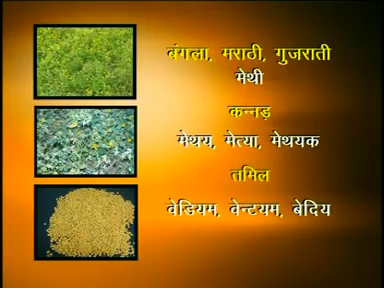 बंगला, मराठी, गुजराती
मेथी
कन्नड़
मेथय, मेत्या, मेथयक
तमिल
वेडियम, वेन्टयम, बेदिय